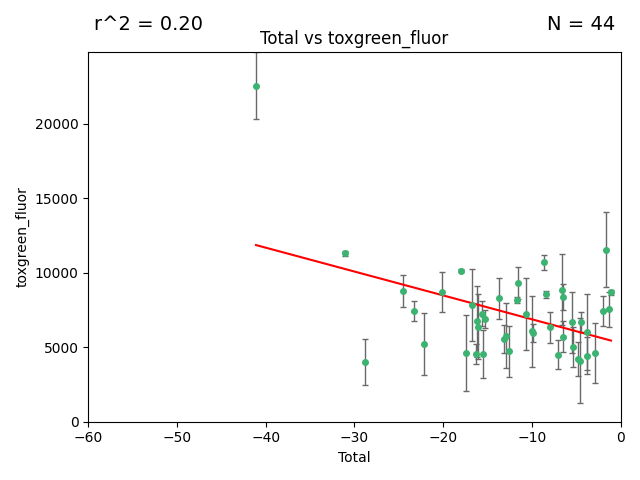 r^2 = 0.20
N = 44
Total vs toxgreen_fluor
toxgreen_fluor
20000
15000
10000
5000
0
−60
−50
−40
−30
−20
−10
0
Total